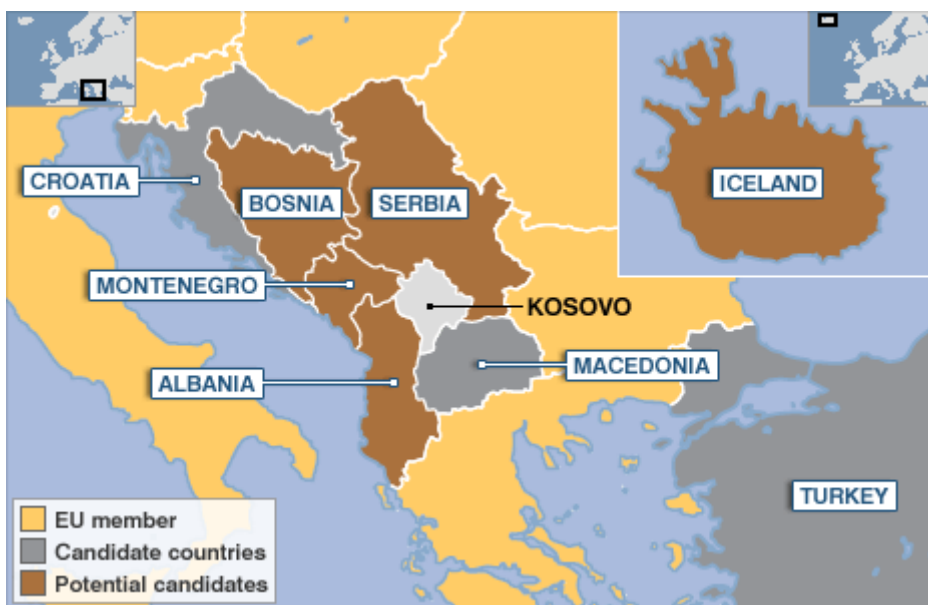 CROATIA
BOSNIA
SERBIA
ICELAND
MONTENEGRO
KOSOVO
ALBANIA
MACEDONIA
TURKEY
EU member
Candidate countries
Potential candidates